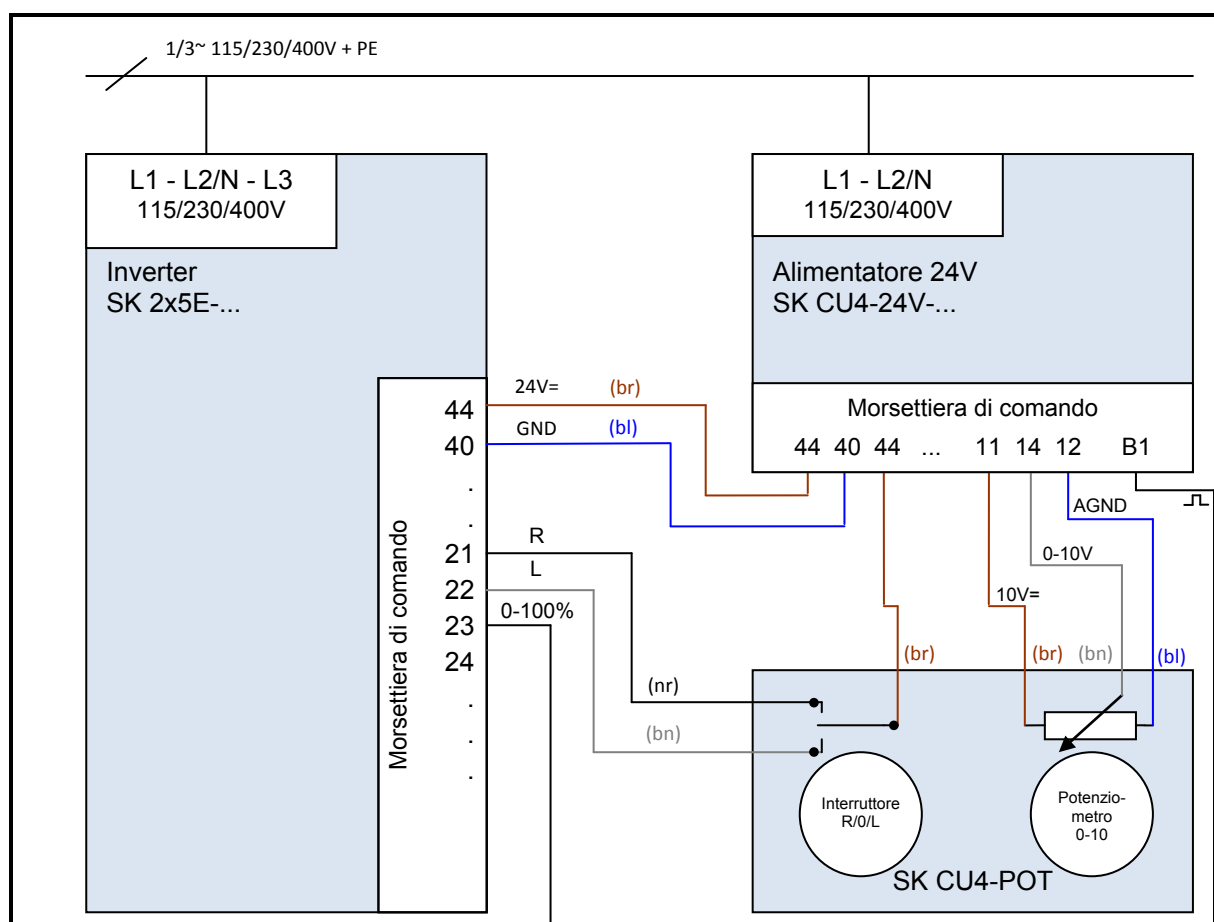 1/3~ 115/230/400V + PE
L1 - L2/N - L3
115/230/400V
Inverter
SK 2x5E-...
L1 - L2/N
115/230/400V
Alimentatore 24V
SK CU4-24V-...
Morsettiera di comando
44 40 44 ... 11 14 12 B1
Morsettiera di comando
44
40
.
.
21
22
23
24
.
.
.
24V= (br)
GND (bl)
R
L
0-100%
AGND
0-10V
10V=
(br) (br) (bn) (bl)
(nr)
(bn)
Interruttore
R/0/L
Potenzio-
metro
0-10
SK CU4-POT